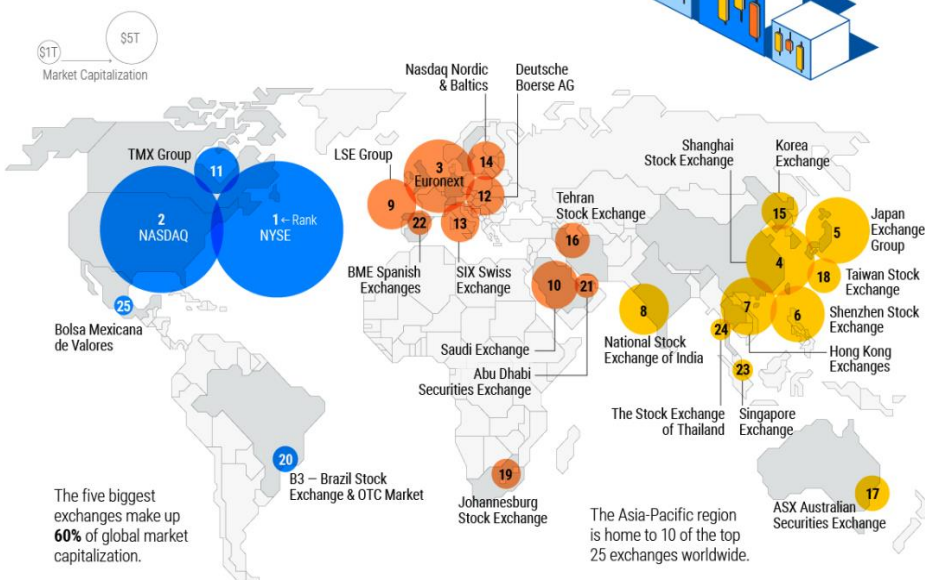 $1T
$5T
Market Capitalization
TMX Group
11
2
NASDAQ
1 ← Rank
NYSE
25
Bolsa Mexicana
de Valores
20
B3 – Brazil Stock
Exchange & OTC Market
The five biggest
exchanges make up
60% of global market
capitalization.
Nasdaq Nordic
& Baltics
Deutsche
Boerse AG
LSE Group
3
Euronext
14
9
12
22
13
BME Spanish
Exchanges
SIX Swiss
Exchange
Tehran
Stock Exchange
16
10
21
Saudi Exchange
Abu Dhabi
Securities Exchange
19
Johannesburg
Stock Exchange
Shanghai
Stock Exchange
Korea
Exchange
15
5
Japan
Exchange
Group
4
18
Taiwan Stock
Exchange
8
National Stock
Exchange of India
7
6
Shenzhen Stock
Exchange
24
Hong Kong
Exchanges
23
The Stock Exchange
of Thailand
Singapore
Exchange
17
ASX Australian
Securities Exchange
The Asia-Pacific region
is home to 10 of the top
25 exchanges worldwide.